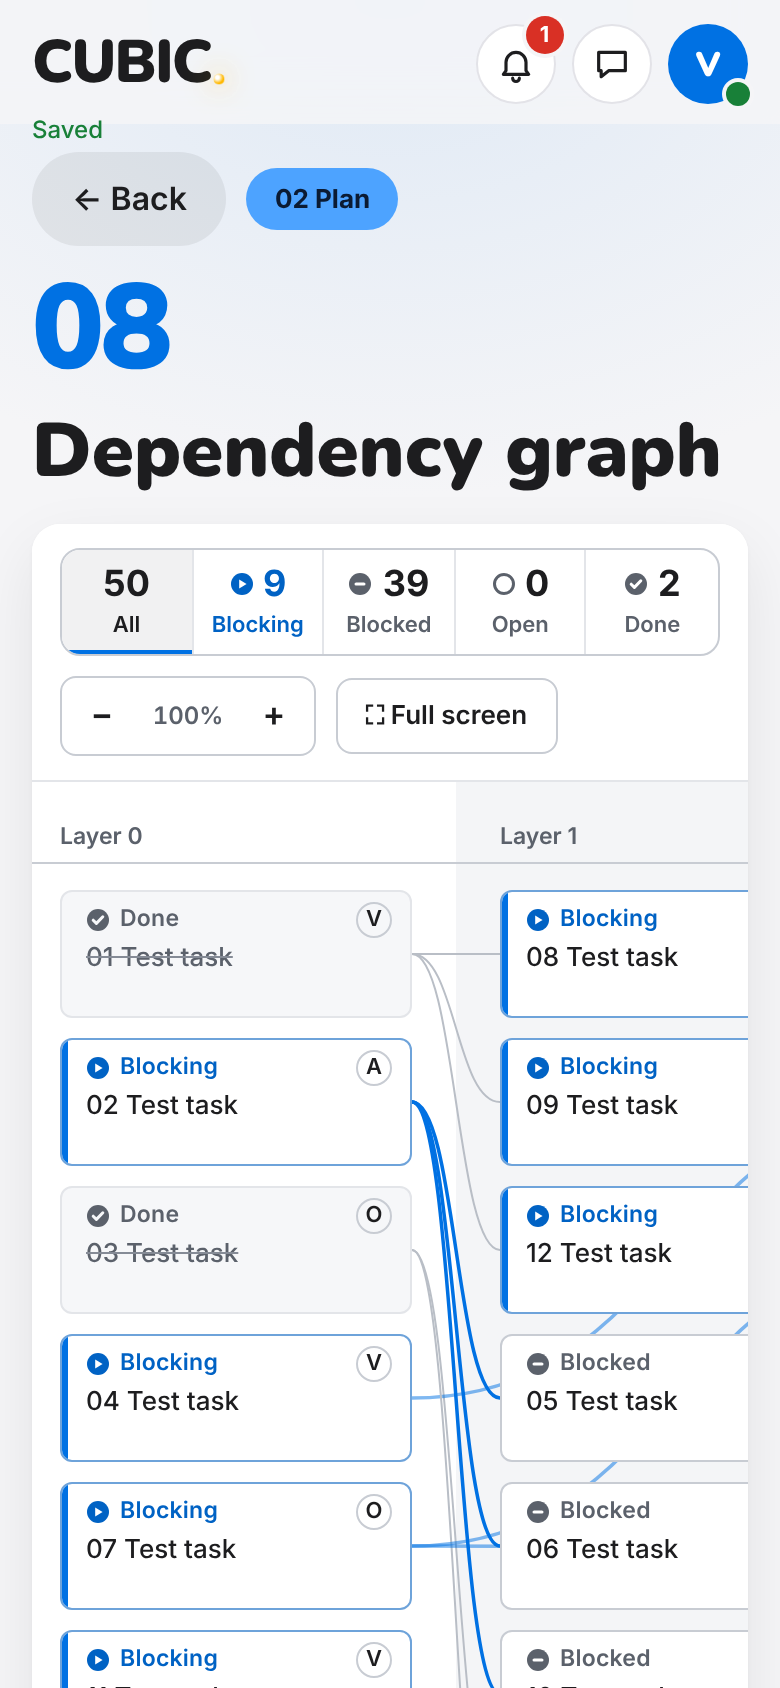 CUBIC.
1
V
Saved
← Back
02 Plan
08
Dependency graph
50
All
9
Blocking
39
Blocked
0
Open
2
Done
− 100% +
Full screen
Layer 0
Layer 1
Done
V
01 Test task
Blocking
08 Test task
Blocking
A
02 Test task
Blocking
09 Test task
Done
O
03 Test task
Blocking
12 Test task
Blocking
V
04 Test task
Blocked
05 Test task
Blocking
O
07 Test task
Blocked
06 Test task
Blocking
V
Blocked